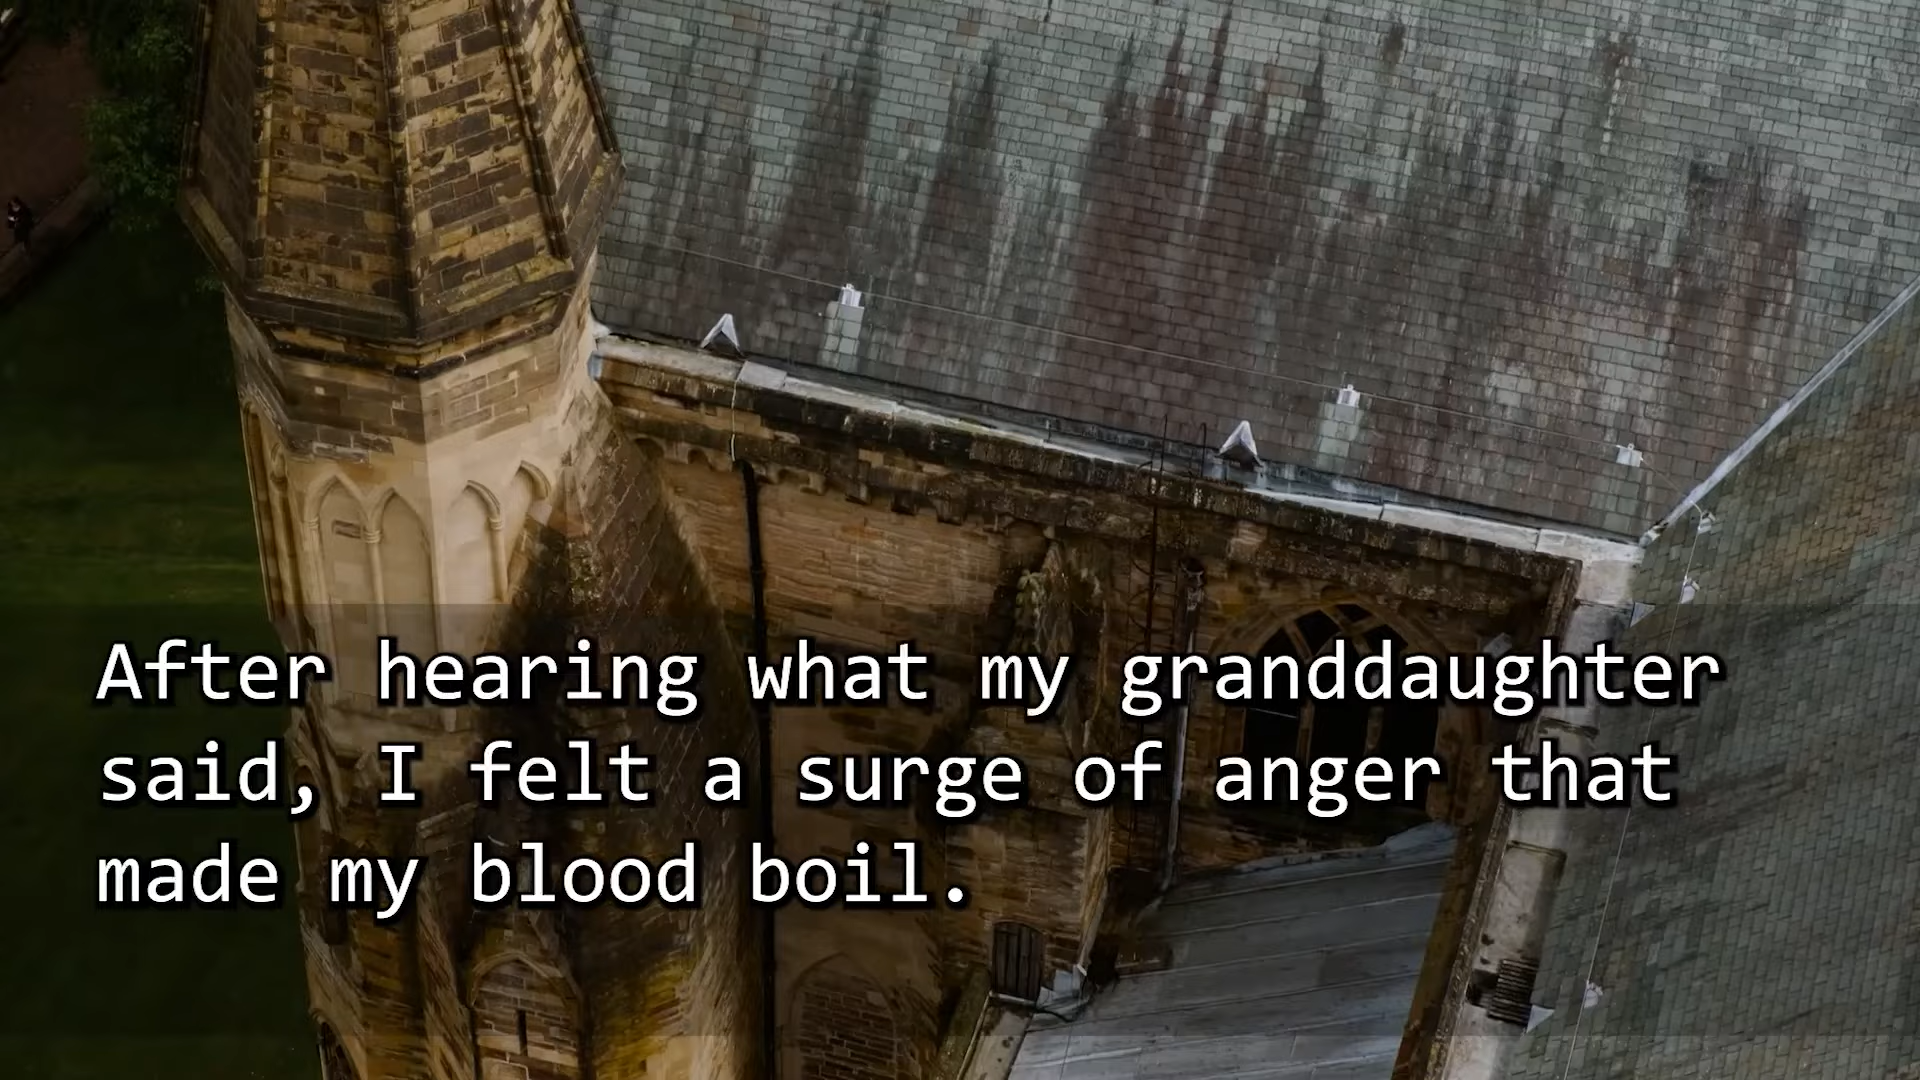 After hearing what my granddaughter
said, I felt a surge of anger that
made my blood boil.